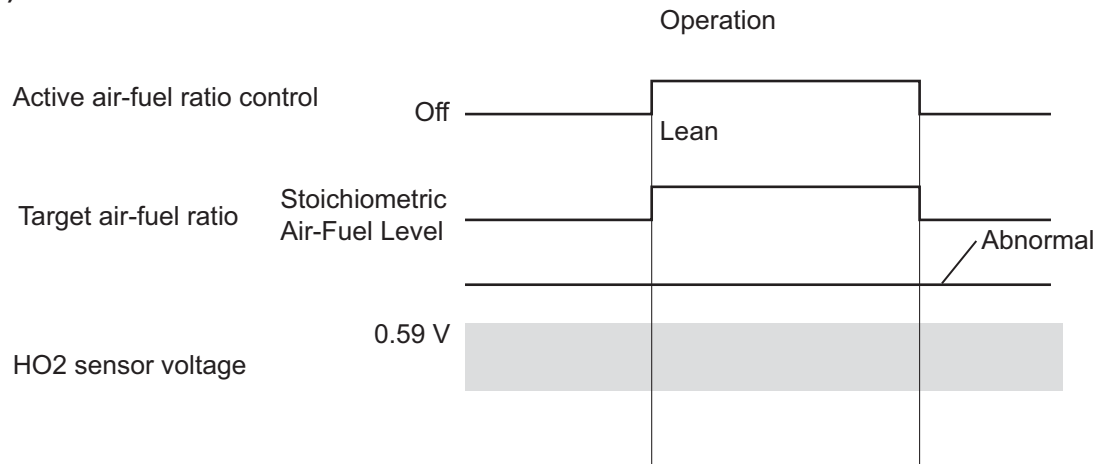 Operation
Active air-fuel ratio control
Off
Lean
Target air-fuel ratio
Stoichiometric
Air-Fuel Level
Abnormal
0.59 V
HO2 sensor voltage